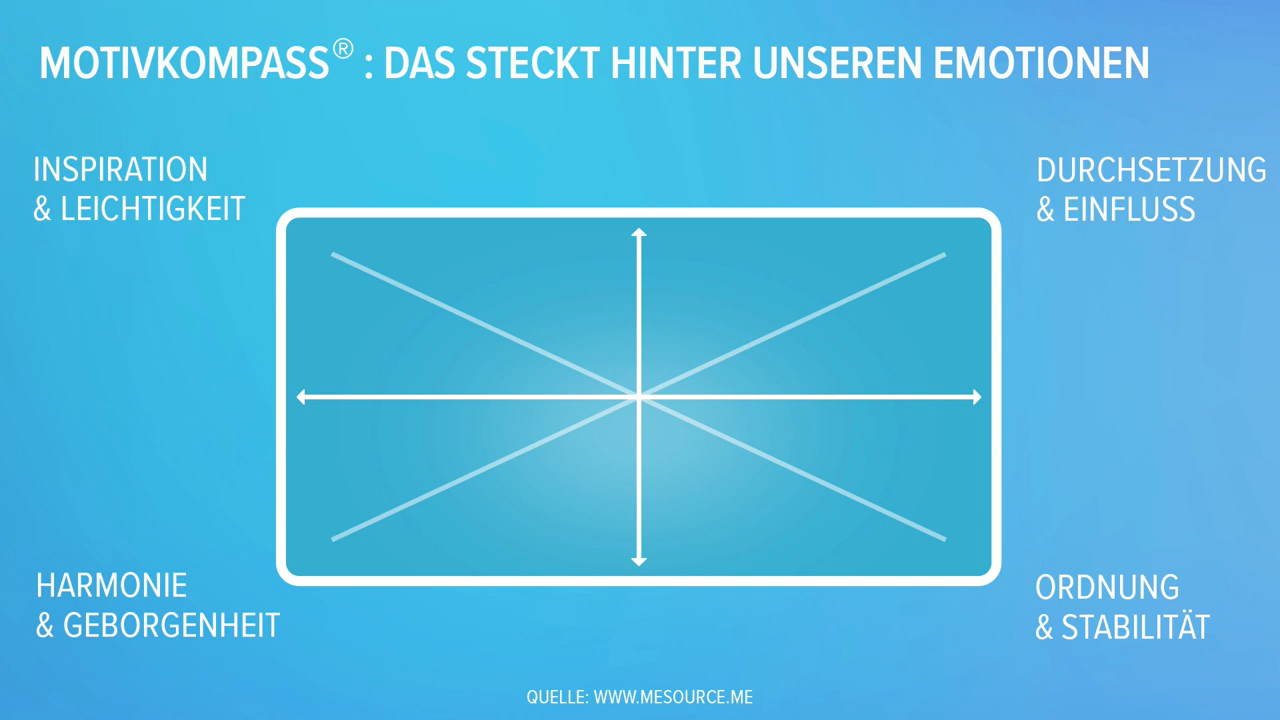 MOTIVKOMPASS® : DAS STECKT HINTER UNSEREN EMOTIONEN
INSPIRATION
& LEICHTIGKEIT
DURCHSETZUNG
& EINFLUSS
HARMONIE
& GEBORGENHEIT
ORDNUNG
& STABILITÄT
QUELLE: WWW.MESOURCE.ME